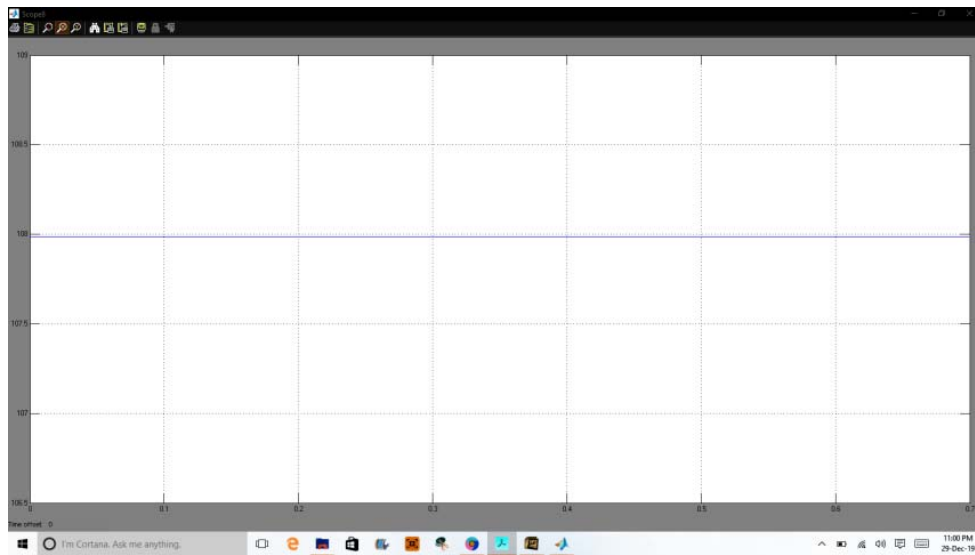 Scope5
109
108.5
108
107.5
107
106.5
0 0.1 0.2 0.3 0.4 0.5 0.6 0.7
Time offset: 0
I'm Cortana. Ask me anything.
11:00 PM
29-Dec-19